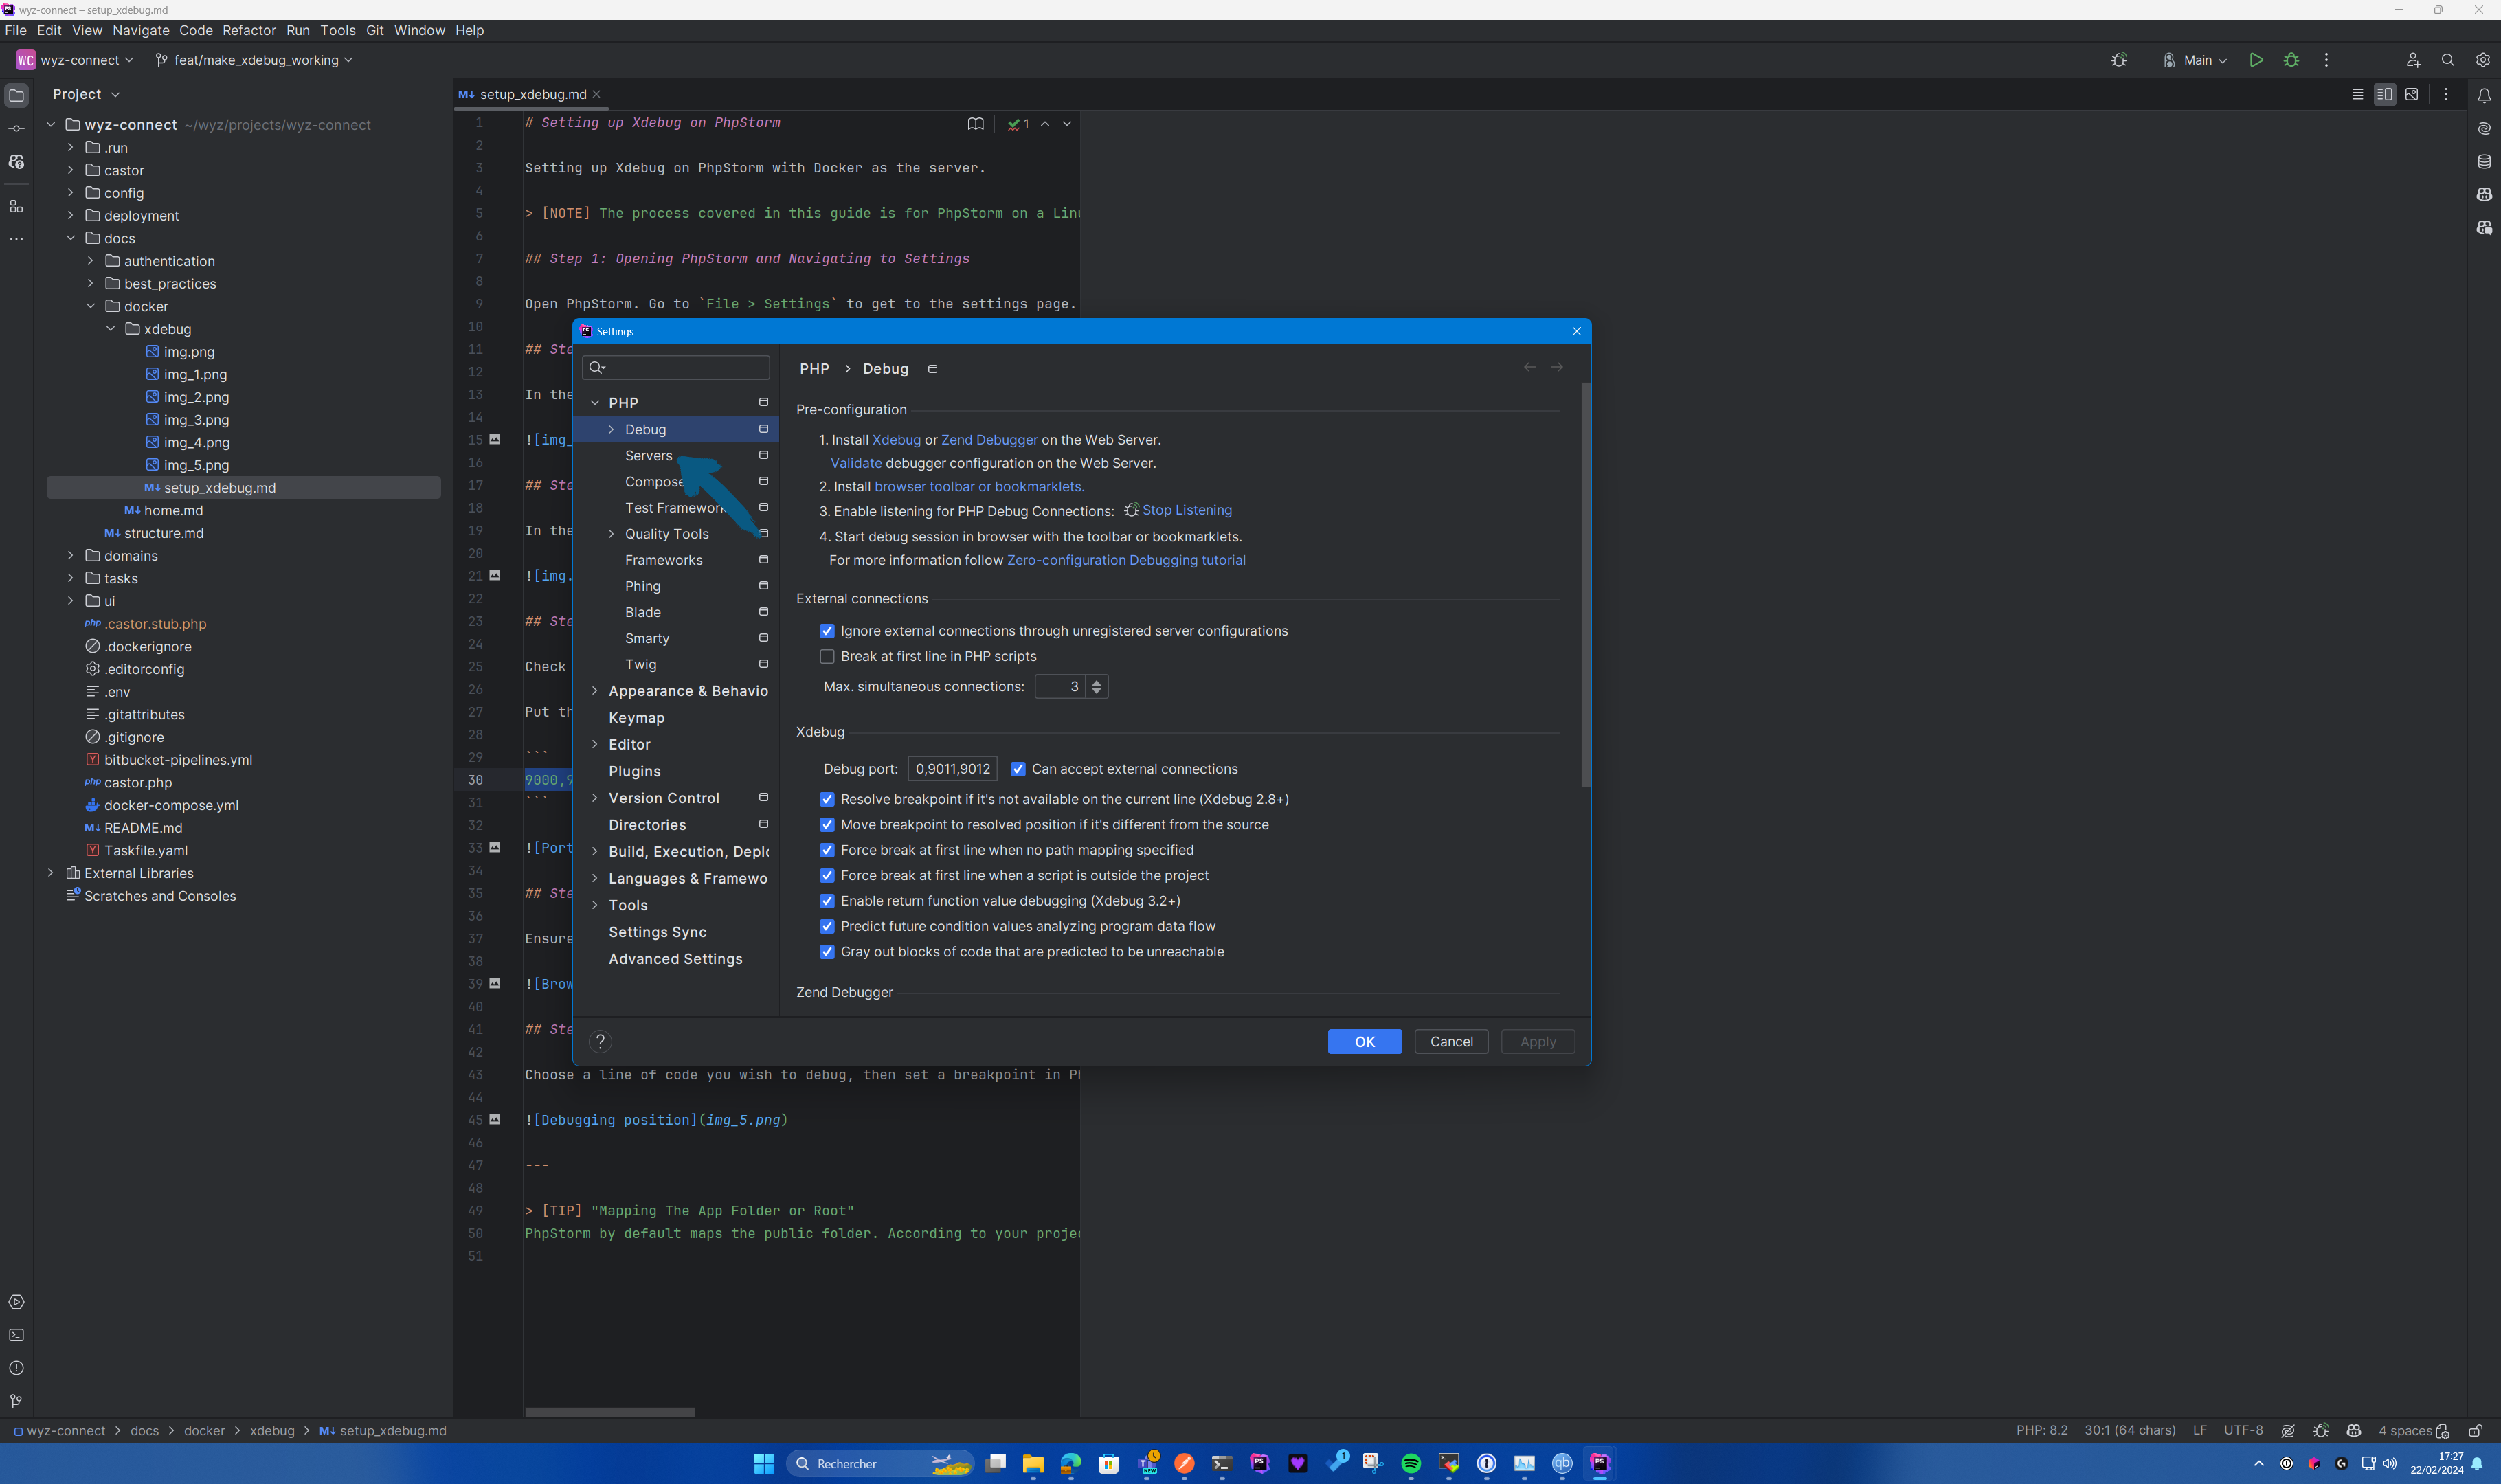 wyz-connect – setup_xdebug.md
File Edit View Navigate Code Refactor Run Tools Git Window Help
WC wyz-connect feat/make_xdebug_working Main
Project
wyz-connect ~/wyz/projects/wyz-connect
.run
castor
config
deployment
docs
authentication
best_practices
docker
xdebug
img.png
img_1.png
img_2.png
img_3.png
img_4.png
img_5.png
setup_xdebug.md
home.md
structure.md
domains
tasks
ui
php .castor.stub.php
.dockerignore
.editorconfig
.env
.gitattributes
.gitignore
Y bitbucket-pipelines.yml
php castor.php
docker-compose.yml
M↓ README.md
Y Taskfile.yaml
External Libraries
Scratches and Consoles
M↓ setup_xdebug.md
1 # Setting up Xdebug on PhpStorm 1
2
3 Setting up Xdebug on PhpStorm with Docker as the server.
4
5 > [NOTE] The process covered in this guide is for PhpStorm on a Linu
6
7 ## Step 1: Opening PhpStorm and Navigating to Settings
8
9 Open PhpStorm. Go to `File > Settings` to get to the settings page.
10
11 ## Ste
12
13 In the
14
15 ![img_
16
17 ## Ste
18
19 In the
20
21 ![img.
22
23 ## Ste
24
25 Check
26
27 Put th
28
29 ```
30 9000,9
31 ```
32
33 ![Port
34
35 ## Ste
36
37 Ensure
38
39 ![Brow
40
41 ## Ste
42
43 Choose a line of code you wish to debug, then set a breakpoint in P
44
45 ![Debugging position](img_5.png)
46
47 ---
48
49 > [TIP] "Mapping The App Folder or Root"
50 PhpStorm by default maps the public folder. According to your proje
51
Settings
PHP
Debug
Servers
Compose
Test Framework
Quality Tools
Frameworks
Phing
Blade
Smarty
Twig
Appearance & Behavio
Keymap
Editor
Plugins
Version Control
Directories
Build, Execution, Deplo
Languages & Framewo
Tools
Settings Sync
Advanced Settings
PHP > Debug
Pre-configuration
1. Install Xdebug or Zend Debugger on the Web Server.
Validate debugger configuration on the Web Server.
2. Install browser toolbar or bookmarklets.
3. Enable listening for PHP Debug Connections: Stop Listening
4. Start debug session in browser with the toolbar or bookmarklets.
For more information follow Zero-configuration Debugging tutorial
External connections
Ignore external connections through unregistered server configurations
Break at first line in PHP scripts
Max. simultaneous connections: 3
Xdebug
Debug port: 0,9011,9012 Can accept external connections
Resolve breakpoint if it's not available on the current line (Xdebug 2.8+)
Move breakpoint to resolved position if it's different from the source
Force break at first line when no path mapping specified
Force break at first line when a script is outside the project
Enable return function value debugging (Xdebug 3.2+)
Predict future condition values analyzing program data flow
Gray out blocks of code that are predicted to be unreachable
Zend Debugger
? OK Cancel Apply
wyz-connect > docs > docker > xdebug > M↓ setup_xdebug.md
PHP: 8.2 30:1 (64 chars) LF UTF-8 4 spaces
Rechercher
17:27
22/02/2024